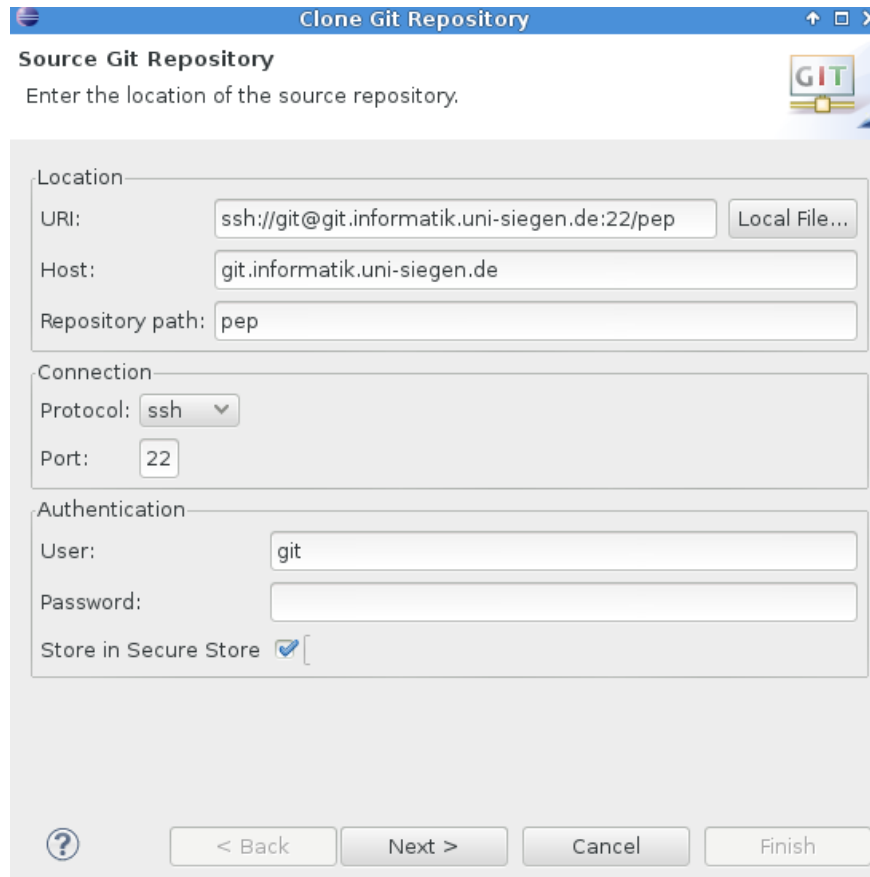 Clone Git Repository
Source Git Repository
Enter the location of the source repository.
GIT
Location
URI: ssh://git@git.informatik.uni-siegen.de:22/pep Local File...
Host: git.informatik.uni-siegen.de
Repository path: pep
Connection
Protocol: ssh
Port: 22
Authentication
User: git
Password:
Store in Secure Store
? < Back Next > Cancel Finish